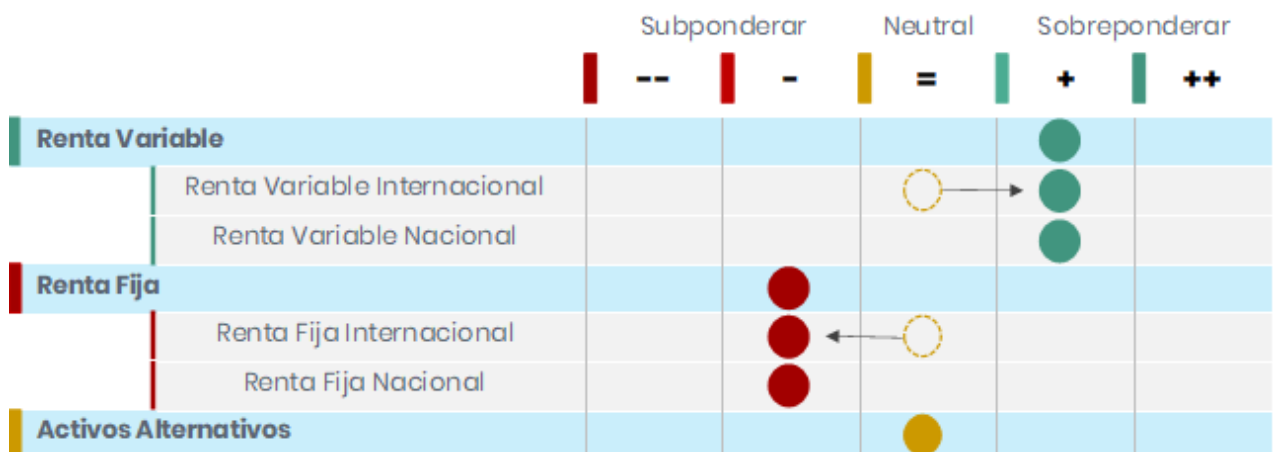 Subponderar Neutral Sobreponderar
-- - = + ++
Renta Variable
Renta Variable Internacional
Renta Variable Nacional
Renta Fija
Renta Fija Internacional
Renta Fija Nacional
Activos Alternativos